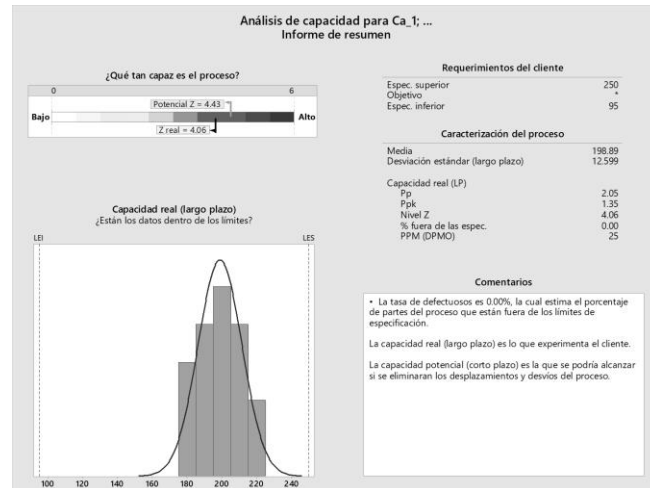 Análisis de capacidad para Ca_1; ...
Informe de resumen
¿Qué tan capaz es el proceso?
0 6
Potencial Z = 4.43
Bajo Alto
Z real = 4.06
Requerimientos del cliente
Espec. superior 250
Objetivo *
Espec. inferior 95
Caracterización del proceso
Media 198.89
Desviación estándar (largo plazo) 12.599
Capacidad real (LP)
Pp 2.05
Ppk 1.35
Nivel Z 4.06
% fuera de las espec. 0.00
PPM (DPMO) 25
Capacidad real (largo plazo)
¿Están los datos dentro de los límites?
LEI LES
100 120 140 160 180 200 220 240
Comentarios
• La tasa de defectuosos es 0.00%, la cual estima el porcentaje
de partes del proceso que están fuera de los límites de
especificación.
La capacidad real (largo plazo) es lo que experimenta el cliente.
La capacidad potencial (corto plazo) es la que se podría alcanzar
si se eliminaran los desplazamientos y desvíos del proceso.